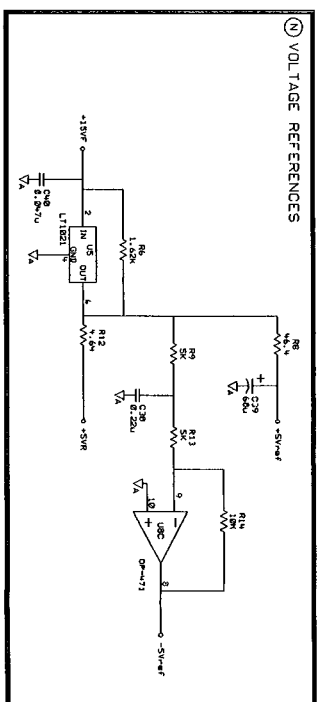 N VOLTAGE REFERENCES
R8
46.4
+5Vref
+
C39
68u
A
R6
1.62K
R9
5K
R13
5K
R14
10K
C38
0.22u
A
9
10
A
-
+
U8C
8
OP-471
-5Vref
+15VF
2
IN
U5
OUT
6
GND
4
LT1021
A
C40
0.047u
A
R12
4.64
+5VR